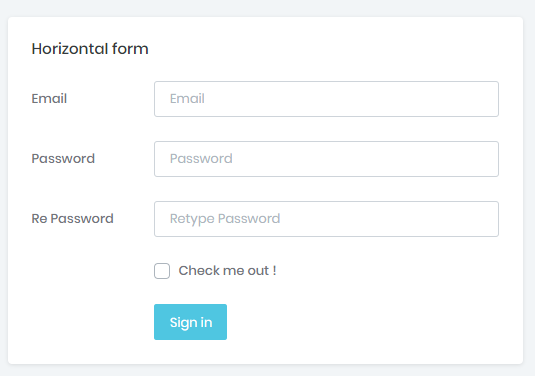 Horizontal form
Email Email
Password Password
Re Password Retype Password
Check me out !
Sign in